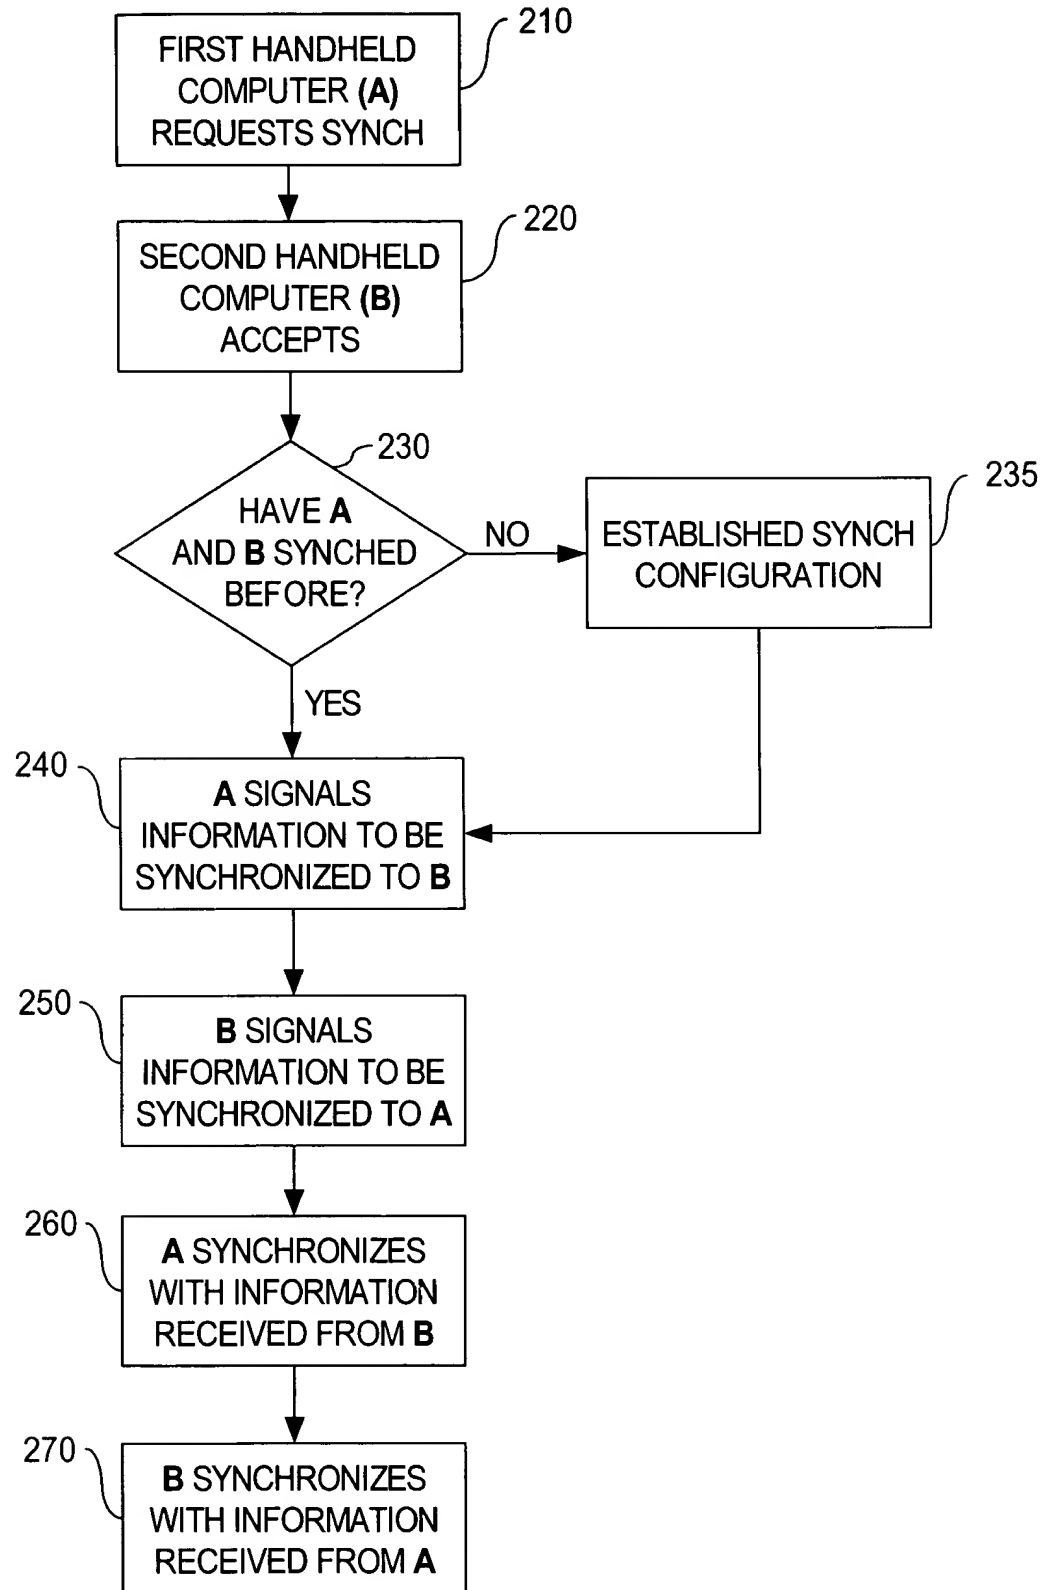 FIRST HANDHELD
COMPUTER (A)
REQUESTS SYNCH
210
SECOND HANDHELD
COMPUTER (B)
ACCEPTS
220
230
HAVE A
AND B SYNCHED
BEFORE?
NO
ESTABLISHED SYNCH
CONFIGURATION
235
YES
240
A SIGNALS
INFORMATION TO BE
SYNCHRONIZED TO B
250
B SIGNALS
INFORMATION TO BE
SYNCHRONIZED TO A
260
A SYNCHRONIZES
WITH INFORMATION
RECEIVED FROM B
270
B SYNCHRONIZES
WITH INFORMATION
RECEIVED FROM A